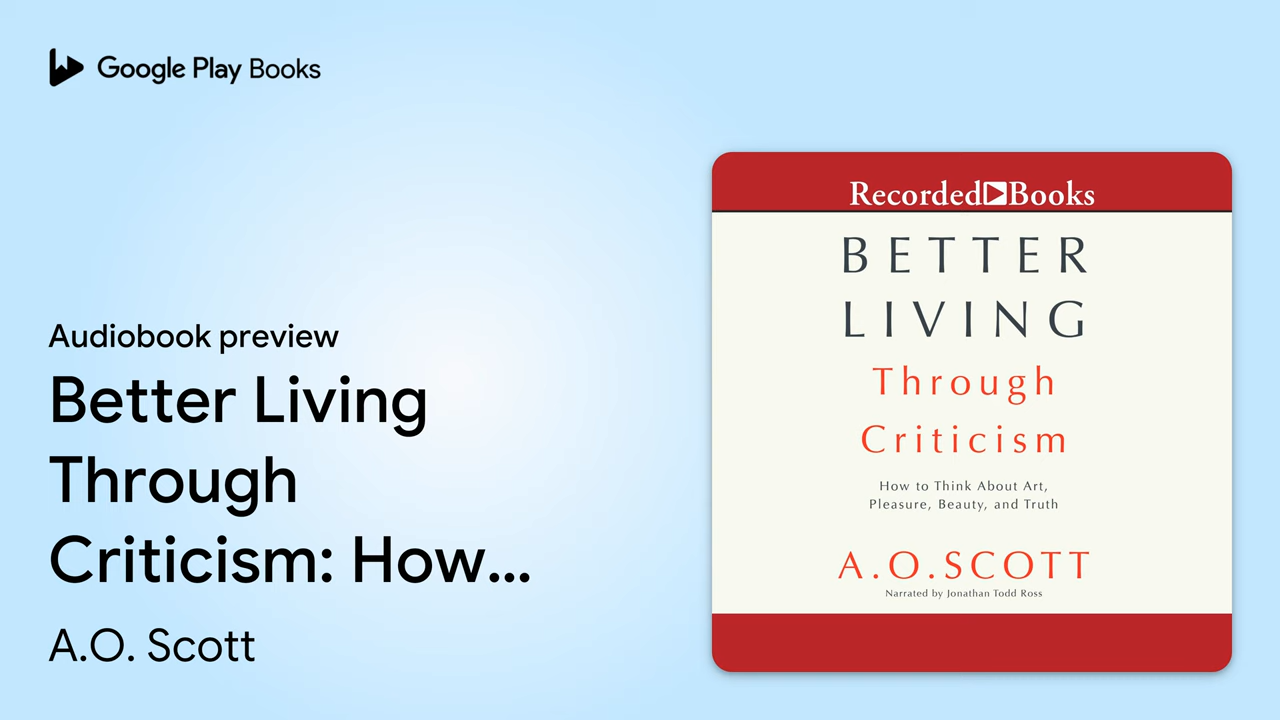 Google Play Books
Audiobook preview
Better Living
Through
Criticism: How...
A.O. Scott
Recorded Books
BETTER
LIVING
Through
Criticism
How to Think About Art,
Pleasure, Beauty, and Truth
A.O.SCOTT
Narrated by Jonathan Todd Ross